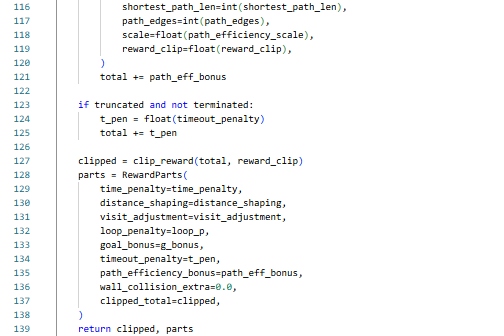 116 shortest_path_len=int(shortest_path_len),
117 path_edges=int(path_edges),
118 scale=float(path_efficiency_scale),
119 reward_clip=float(reward_clip),
120 )
121 total += path_eff_bonus
122
123 if truncated and not terminated:
124 t_pen = float(timeout_penalty)
125 total += t_pen
126
127 clipped = clip_reward(total, reward_clip)
128 parts = RewardParts(
129 time_penalty=time_penalty,
130 distance_shaping=distance_shaping,
131 visit_adjustment=visit_adjustment,
132 loop_penalty=loop_p,
133 goal_bonus=g_bonus,
134 timeout_penalty=t_pen,
135 path_efficiency_bonus=path_eff_bonus,
136 wall_collision_extra=0.0,
137 clipped_total=clipped,
138 )
139 return clipped, parts